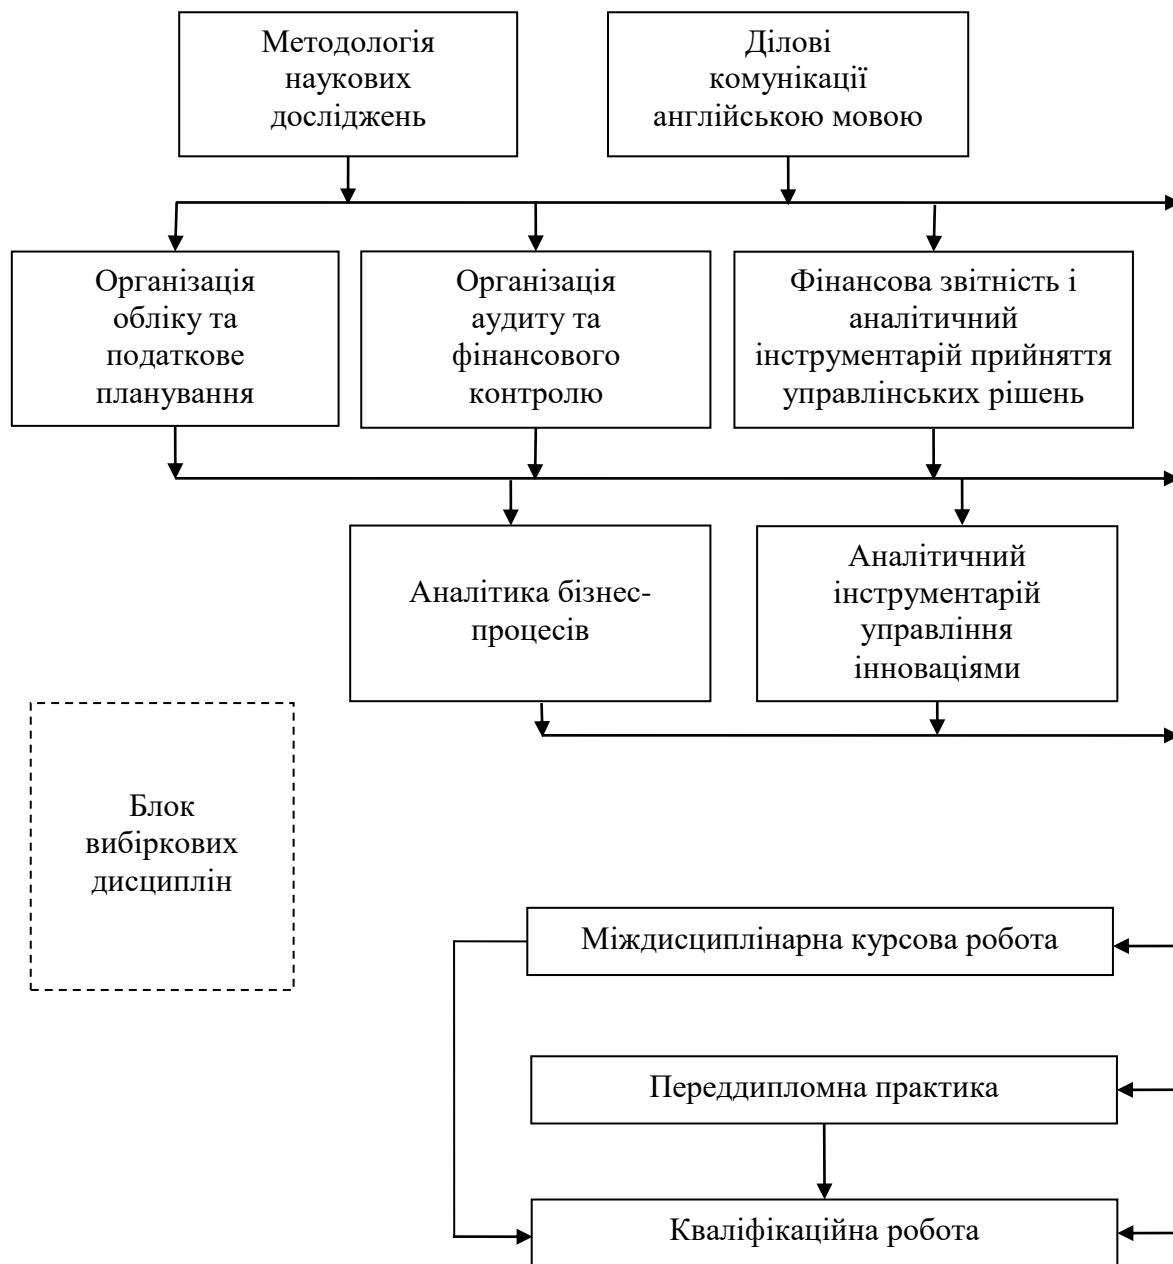 Методологія
наукових
досліджень
Ділові
комунікації
англійською мовою
Організація
обліку та
податкове
планування
Організація
аудиту та
фінансового
контролю
Фінансова звітність і
аналітичний
інструментарій прийняття
управлінських рішень
Аналітика бізнес-
процесів
Аналітичний
інструментарій
управління
інноваціями
Блок
вибіркових
дисциплін
Міждисциплінарна курсова робота
Переддипломна практика
Кваліфікаційна робота